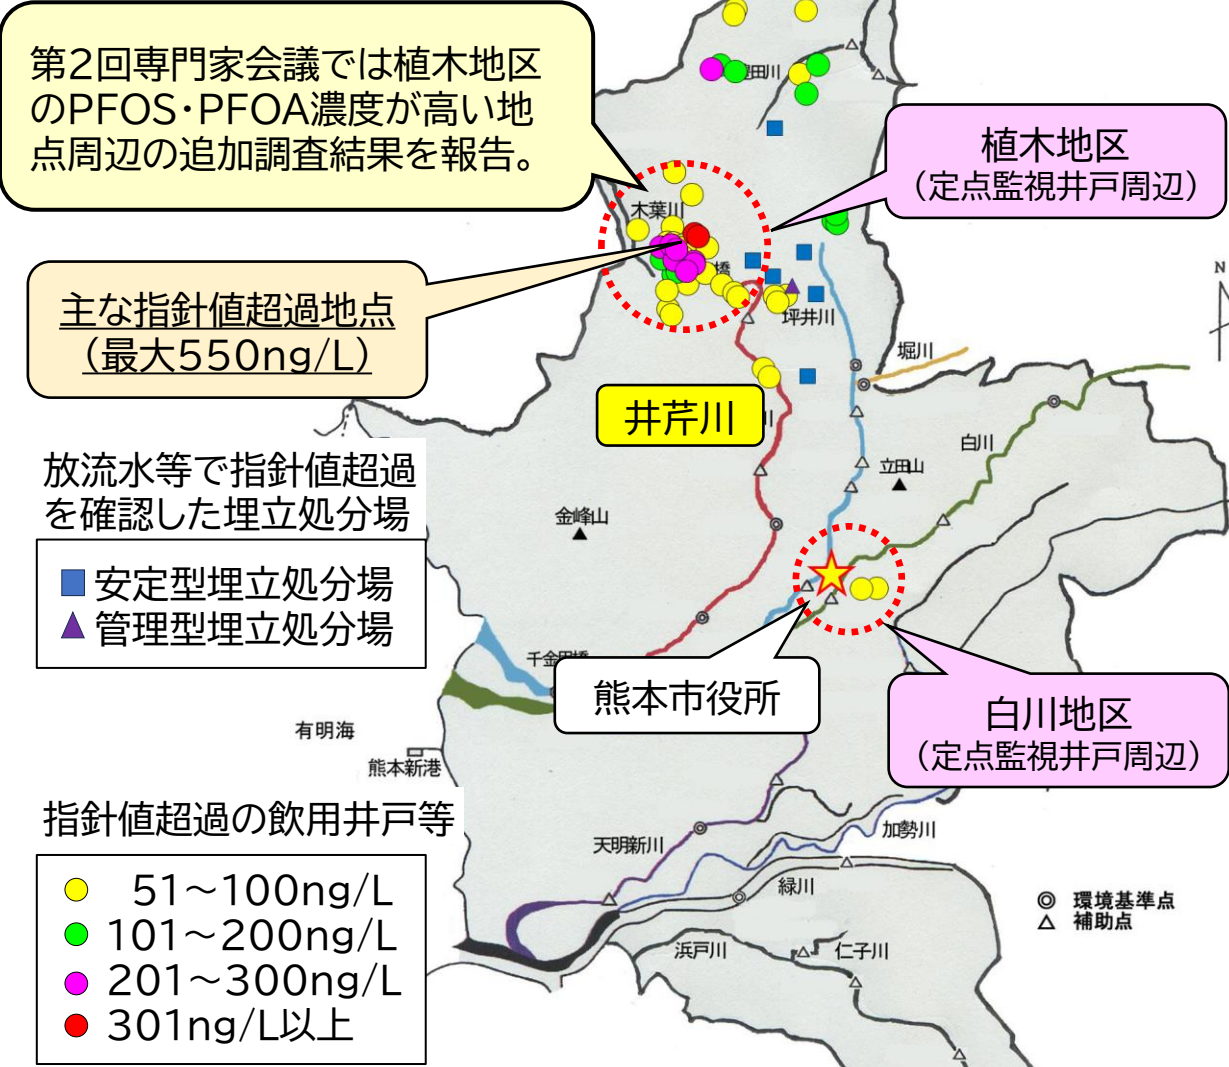 第2回専門家会議では植木地区
のPFOS・PFOA濃度が高い地
点周辺の追加調査結果を報告。
植木地区
（定点監視井戸周辺）
木葉川
橋
主な指針値超過地点
（最大550ng/L）
坪井川
堀川
N
井芹川
川
白川
立田山
金峰山
放流水等で指針値超過
を確認した埋立処分場
安定型埋立処分場
管理型埋立処分場
熊本市役所
白川地区
（定点監視井戸周辺）
有明海
熊本新港
指針値超過の飲用井戸等
51～100ng/L
101～200ng/L
201～300ng/L
301ng/L以上
天明新川
加勢川
緑川
浜戸川
仁子川
環境基準点
補助点